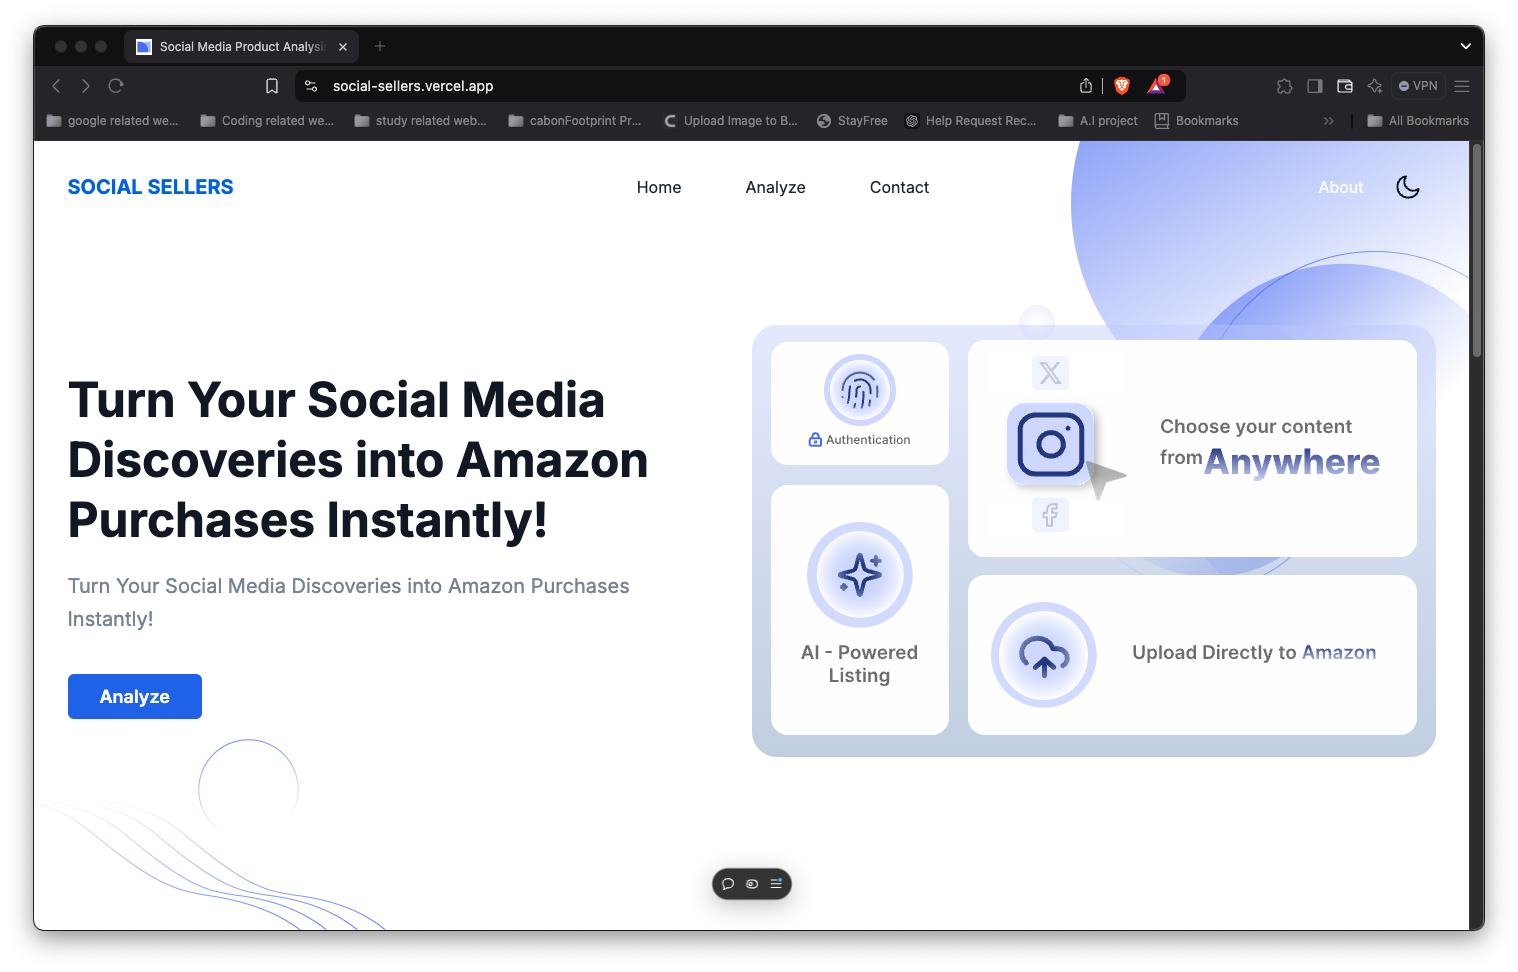 Social Media Product Analysi
social-sellers.vercel.app
1
VPN
google related we...
Coding related we...
study related web...
cabonFootprint Pr...
Upload Image to B...
StayFree
Help Request Rec...
A.I project
Bookmarks
All Bookmarks
SOCIAL SELLERS
Home
Analyze
Contact
About
Turn Your Social Media
Discoveries into Amazon
Purchases Instantly!
Turn Your Social Media Discoveries into Amazon Purchases
Instantly!
Analyze
Authentication
Choose your content
from Anywhere
AI - Powered
Listing
Upload Directly to Amazon